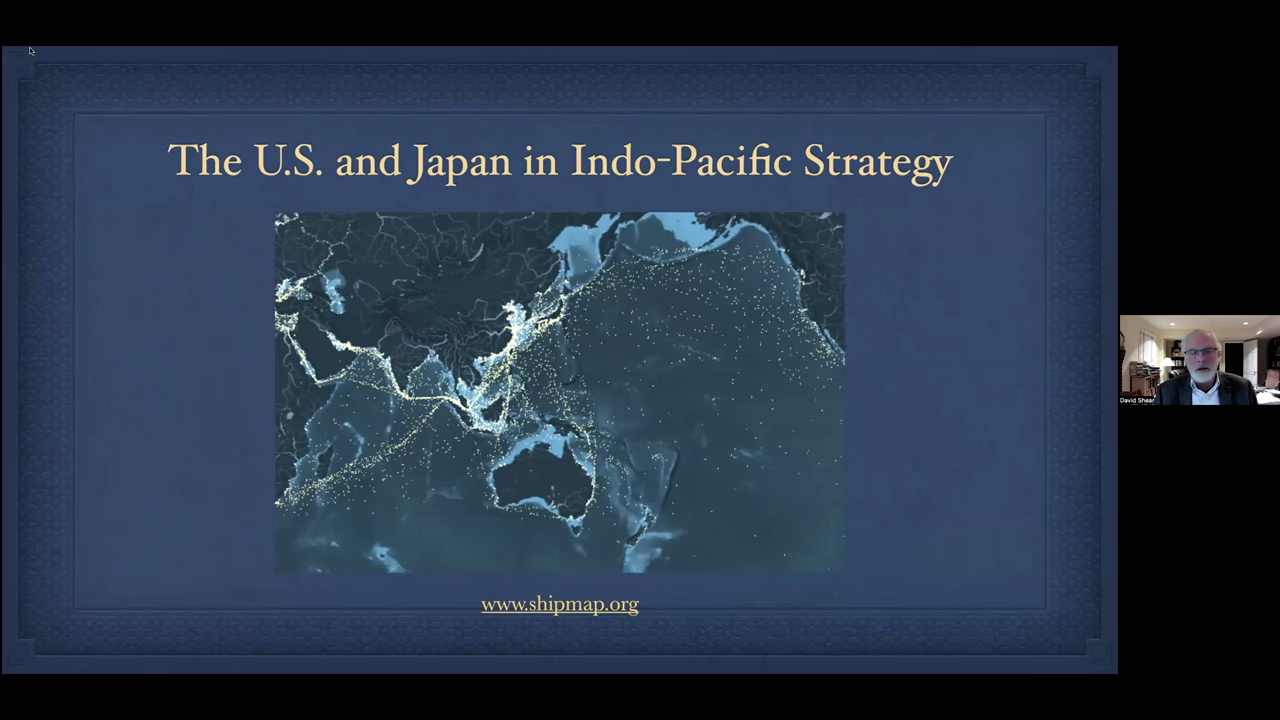 The U.S. and Japan in Indo-Pacific Strategy
www.shipmap.org
David Shear